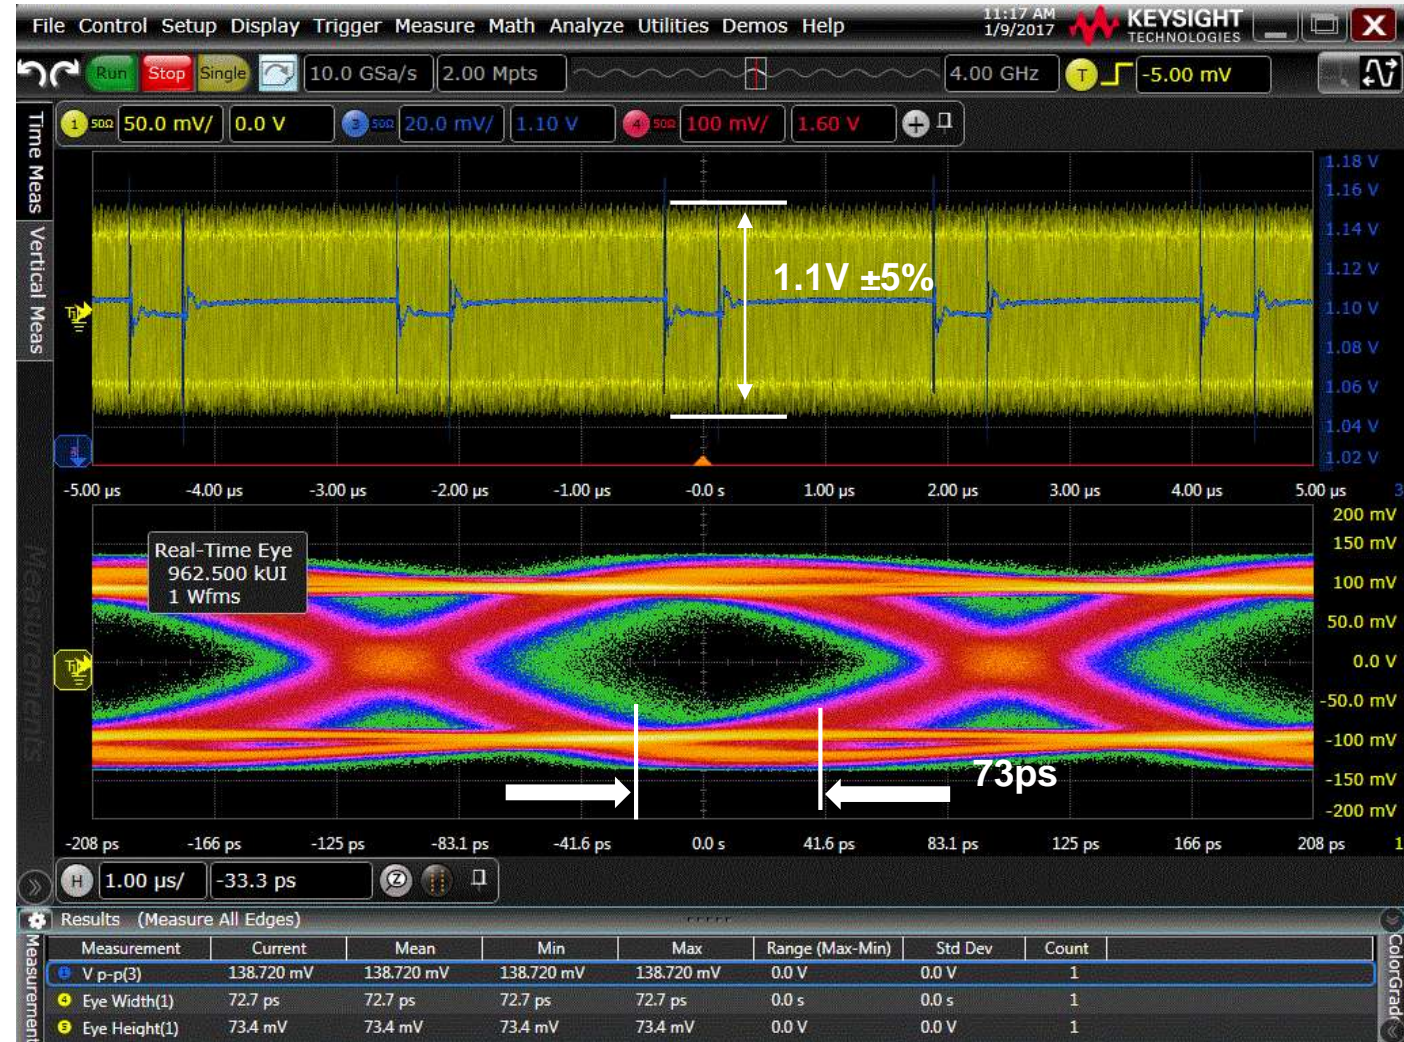 File Control Setup Display Trigger Measure Math Analyze Utilities Demos Help
11:17 AM
1/9/2017
KEYSIGHT
TECHNOLOGIES
Run Stop Single 10.0 GSa/s 2.00 Mpts 4.00 GHz T -5.00 mV
1 50Ω 50.0 mV/ 0.0 V 3 50Ω 20.0 mV/ 1.10 V 4 50Ω 100 mV/ 1.60 V
Time Meas
Vertical Meas
Measurements
1.18 V
1.16 V
1.14 V
1.12 V
1.10 V
1.08 V
1.06 V
1.04 V
1.02 V
1.1V ±5%
-5.00 µs -4.00 µs -3.00 µs -2.00 µs -1.00 µs -0.0 s 1.00 µs 2.00 µs 3.00 µs 4.00 µs 5.00 µs 3
Real-Time Eye
962.500 kUI
1 Wfms
200 mV
150 mV
100 mV
50.0 mV
0.0 V
-50.0 mV
-100 mV
-150 mV
-200 mV
73ps
-208 ps -166 ps -125 ps -83.1 ps -41.6 ps 0.0 s 41.6 ps 83.1 ps 125 ps 166 ps 208 ps 1
H 1.00 µs/ -33.3 ps
Results (Measure All Edges)
Measurement Current Mean Min Max Range (Max-Min) Std Dev Count
V p-p(3) 138.720 mV 138.720 mV 138.720 mV 138.720 mV 0.0 V 0.0 V 1
4 Eye Width(1) 72.7 ps 72.7 ps 72.7 ps 72.7 ps 0.0 s 0.0 s 1
5 Eye Height(1) 73.4 mV 73.4 mV 73.4 mV 73.4 mV 0.0 V 0.0 V 1
Measurement
ColorGrade